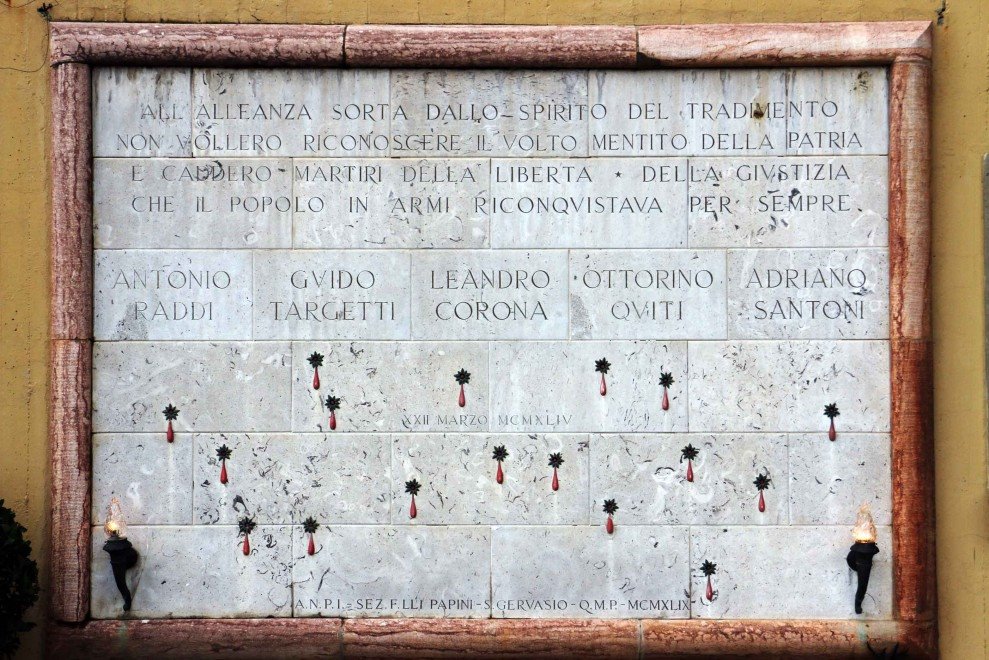 ALL ALLEANZA SORTA DALLO SPIRITO DEL TRADIMENTO
NON VOLLERO RICONOSCERE IL VOLTO MENTITO DELLA PATRIA
E CADDERO MARTIRI DELLA LIBERTA * DELLA GIVSTIZIA
CHE IL POPOLO IN ARMI RICONQVISTAVA PER SEMPRE
ANTONIO RADDI
GVIDO TARGETTI
LEANDRO CORONA
OTTORINO QVITI
ADRIANO SANTONI
XXII MARZO MCMXLIV
A.N.P.I.-SEZ. F.LLI PAPINI-S. GERVASIO-Q.M.P.-MCMXLIX